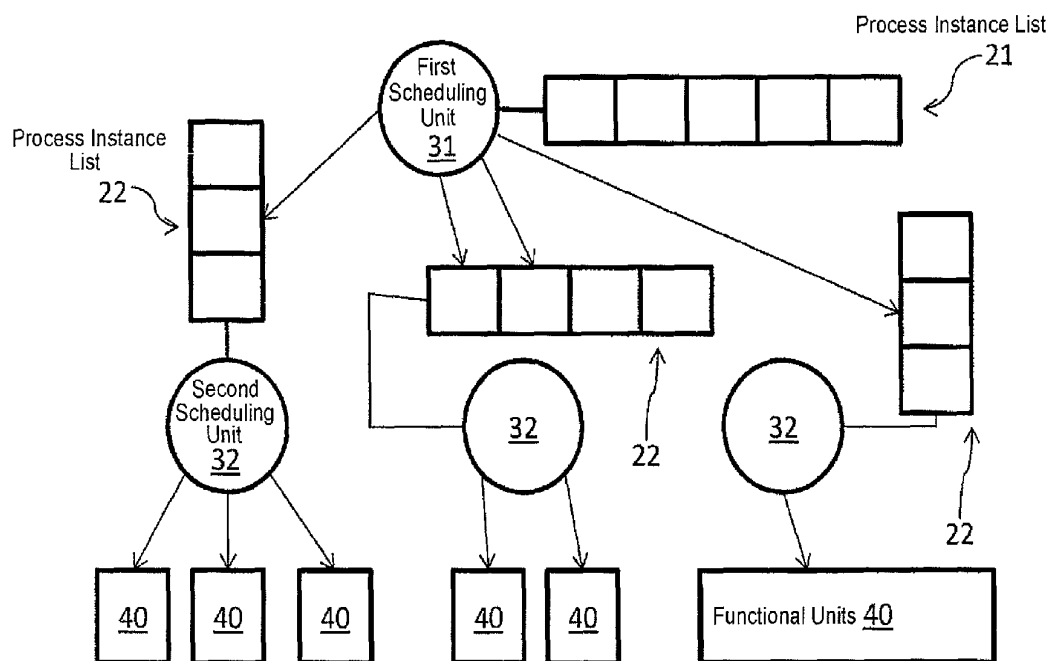 Process Instance List
21
First
Scheduling
Unit
31
Process Instance
List
22
Second
Scheduling
Unit
32
32
32
22
22
40
40
40
40
40
Functional Units 40